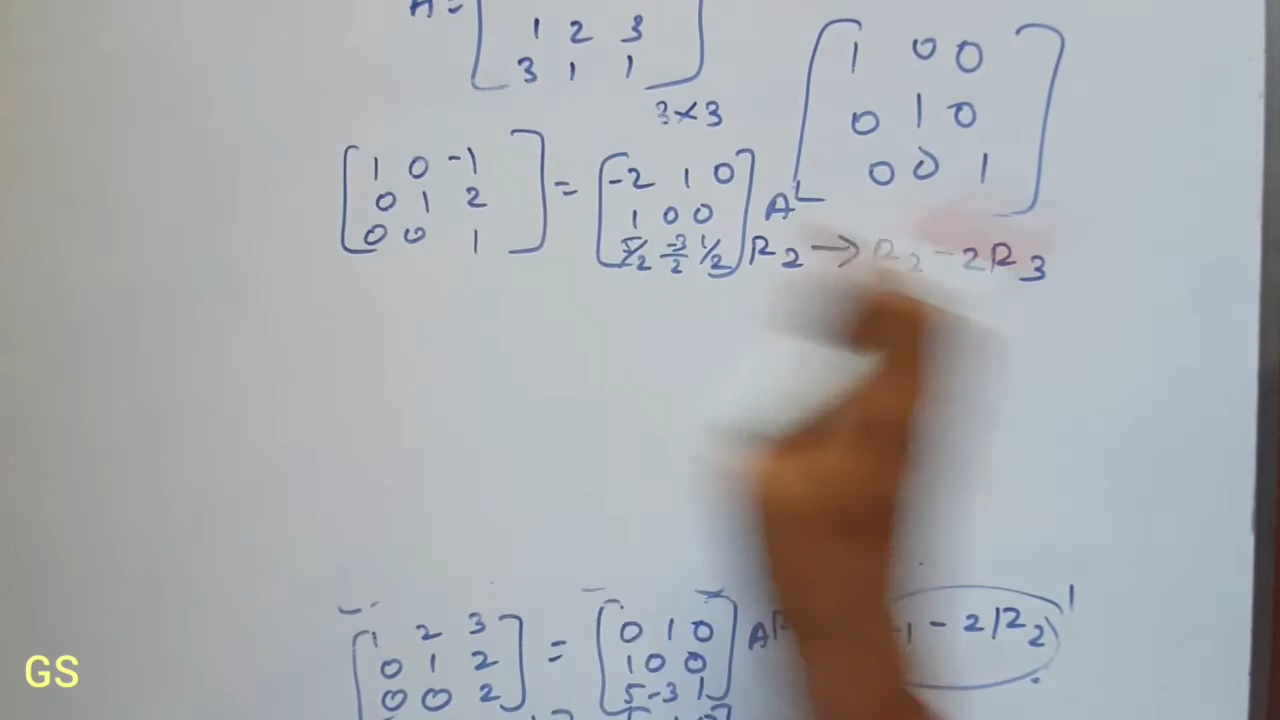 A =
1 2 3
3 1 1
3×3
1 0 0
0 1 0
0 0 1
[1 0 -1] = [-2 1 0] A
[0 1 2] [1 0 0]
[0 0 1] [5/2 -3/2 1/2] R2 → R2 - 2R3
[1 2 3] = [0 1 0] A
[0 1 2] [1 0 0]
[0 0 2] [5 -3 1]
1 - 2R2
GS